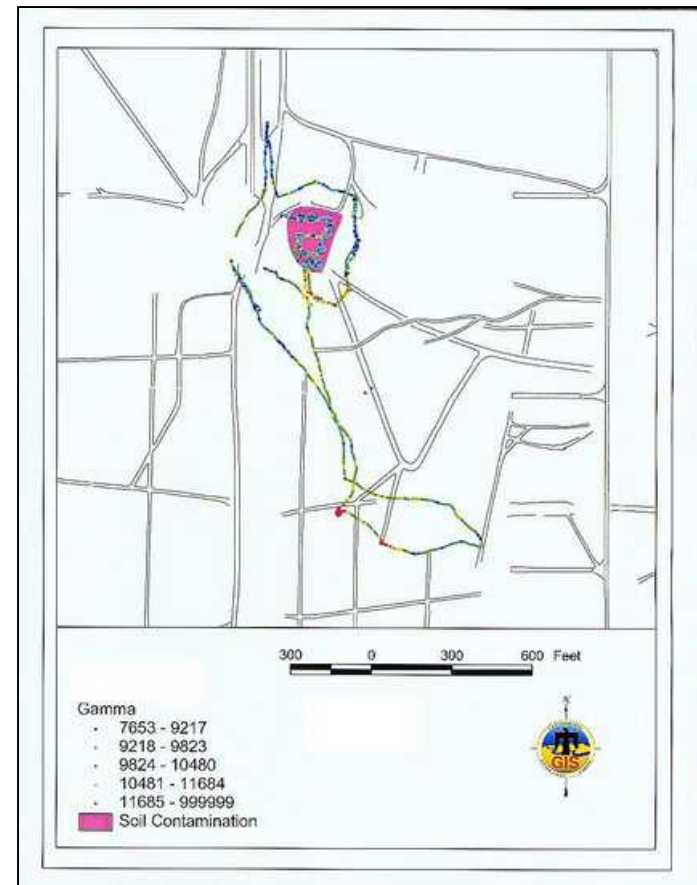 300 0 300 600 Feet
Gamma
7653 - 9217
9218 - 9823
9824 - 10480
10481 - 11684
11685 - 999999
Soil Contamination
N
GIS